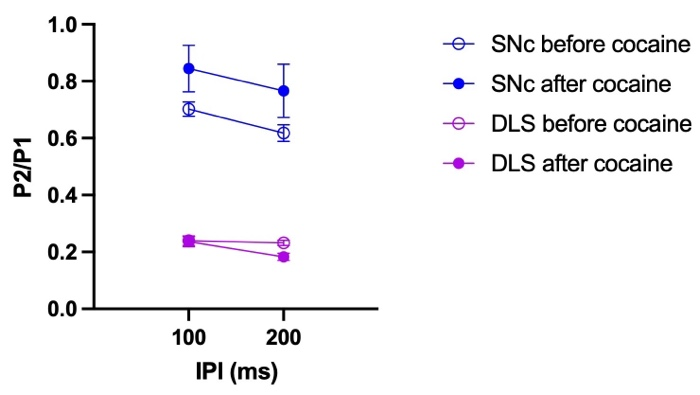 1.0
0.8
0.6
0.4
0.2
0.0
P2/P1
100 200
IPI (ms)
SNc before cocaine
SNc after cocaine
DLS before cocaine
DLS after cocaine